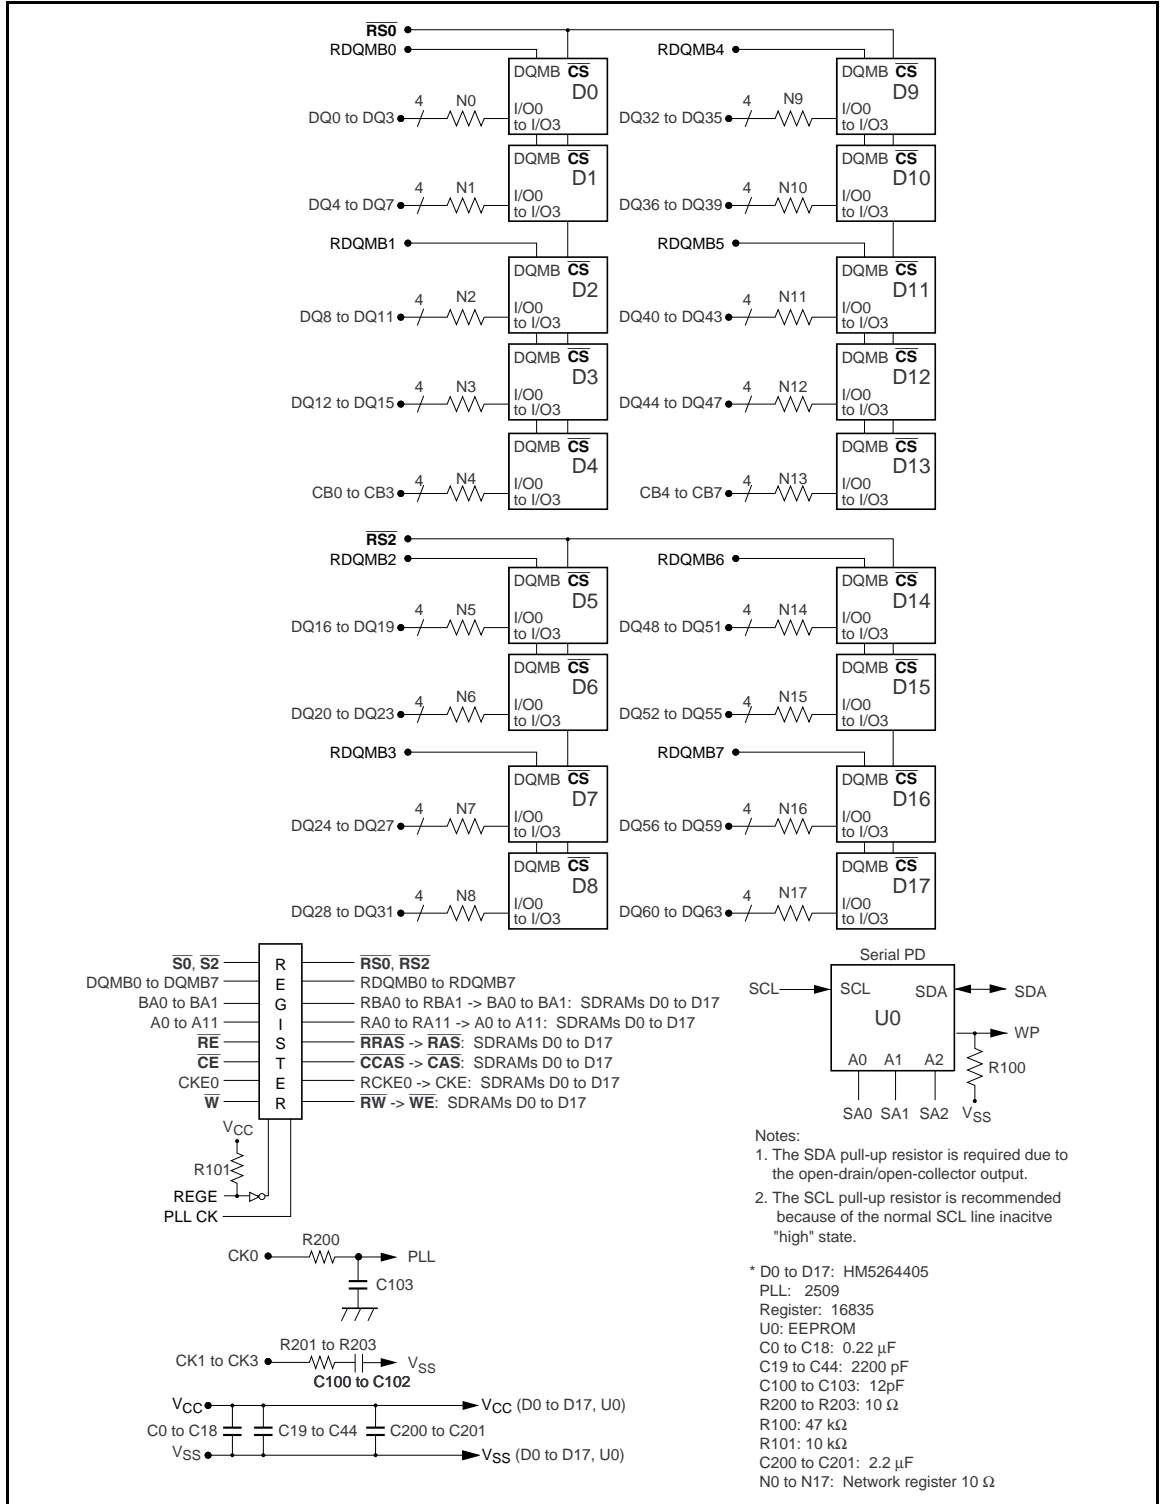 RS0
RDQMB0
RDQMB4
DQMB CS
D0
DQMB CS
D9
4 N0
I/O0
DQ0 to DQ3
to I/O3
4 N9
I/O0
DQ32 to DQ35
to I/O3
DQMB CS
D1
DQMB CS
D10
4 N1
I/O0
DQ4 to DQ7
to I/O3
4 N10
I/O0
DQ36 to DQ39
to I/O3
RDQMB1
RDQMB5
DQMB CS
D2
DQMB CS
D11
4 N2
I/O0
DQ8 to DQ11
to I/O3
4 N11
I/O0
DQ40 to DQ43
to I/O3
DQMB CS
D3
DQMB CS
D12
4 N3
I/O0
DQ12 to DQ15
to I/O3
4 N12
I/O0
DQ44 to DQ47
to I/O3
DQMB CS
D4
DQMB CS
D13
4 N4
I/O0
CB0 to CB3
to I/O3
4 N13
I/O0
CB4 to CB7
to I/O3
RS2
RDQMB2
RDQMB6
DQMB CS
D5
DQMB CS
D14
4 N5
I/O0
DQ16 to DQ19
to I/O3
4 N14
I/O0
DQ48 to DQ51
to I/O3
DQMB CS
D6
DQMB CS
D15
4 N6
I/O0
DQ20 to DQ23
to I/O3
4 N15
I/O0
DQ52 to DQ55
to I/O3
RDQMB3
RDQMB7
DQMB CS
D7
DQMB CS
D16
4 N7
I/O0
DQ24 to DQ27
to I/O3
4 N16
I/O0
DQ56 to DQ59
to I/O3
DQMB CS
D8
DQMB CS
D17
4 N8
I/O0
DQ28 to DQ31
to I/O3
4 N17
I/O0
DQ60 to DQ63
to I/O3
S0, S2 R RS0, RS2
DQMB0 to DQMB7 E RDQMB0 to RDQMB7
BA0 to BA1 G RBA0 to RBA1 -> BA0 to BA1: SDRAMs D0 to D17
A0 to A11 I RA0 to RA11 -> A0 to A11: SDRAMs D0 to D17
RE S RRAS -> RAS: SDRAMs D0 to D17
CE T CCAS -> CAS: SDRAMs D0 to D17
CKE0 E RCKE0 -> CKE: SDRAMs D0 to D17
W R RW -> WE: SDRAMs D0 to D17
VCC
R101
REGE
PLL CK
Serial PD
SCL SCL SDA SDA
U0
WP
A0 A1 A2
R100
SA0 SA1 SA2 VSS
Notes:
1. The SDA pull-up resistor is required due to
the open-drain/open-collector output.
2. The SCL pull-up resistor is recommended
because of the normal SCL line inacitve
"high" state.
R200
CK0 PLL
C103
R201 to R203
CK1 to CK3 VSS
C100 to C102
VCC VCC (D0 to D17, U0)
C0 to C18 C19 to C44 C200 to C201
VSS VSS (D0 to D17, U0)
* D0 to D17: HM5264405
PLL: 2509
Register: 16835
U0: EEPROM
C0 to C18: 0.22 µF
C19 to C44: 2200 pF
C100 to C103: 12pF
R200 to R203: 10 Ω
R100: 47 kΩ
R101: 10 kΩ
C200 to C201: 2.2 µF
N0 to N17: Network register 10 Ω